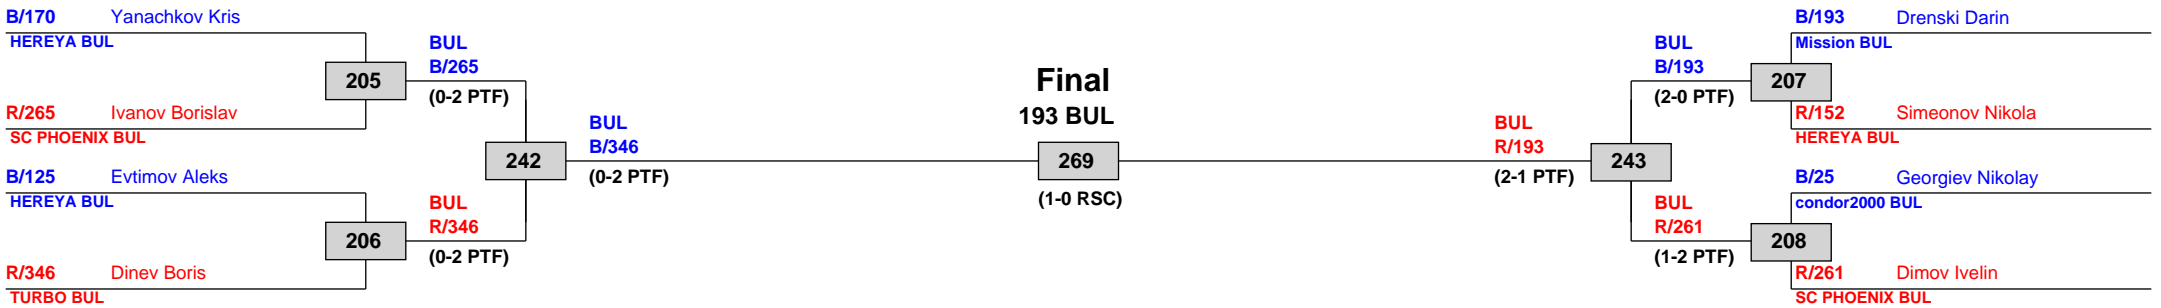 B/170 Yanachkov Kris
HEREYA BUL
205
R/265 Ivanov Borislav
SC PHOENIX BUL
BUL
B/265
(0-2 PTF)
B/125 Evtimov Aleks
HEREYA BUL
206
R/346 Dinev Boris
TURBO BUL
BUL
R/346
(0-2 PTF)
242
BUL
B/346
(0-2 PTF)
Final
193 BUL
269
(1-0 RSC)
BUL
R/193
(2-1 PTF)
243
BUL
B/193
(2-0 PTF)
207
B/193 Drenski Darin
Mission BUL
R/152 Simeonov Nikola
HEREYA BUL
BUL
R/261
(1-2 PTF)
208
B/25 Georgiev Nikolay
condor2000 BUL
R/261 Dimov Ivelin
SC PHOENIX BUL